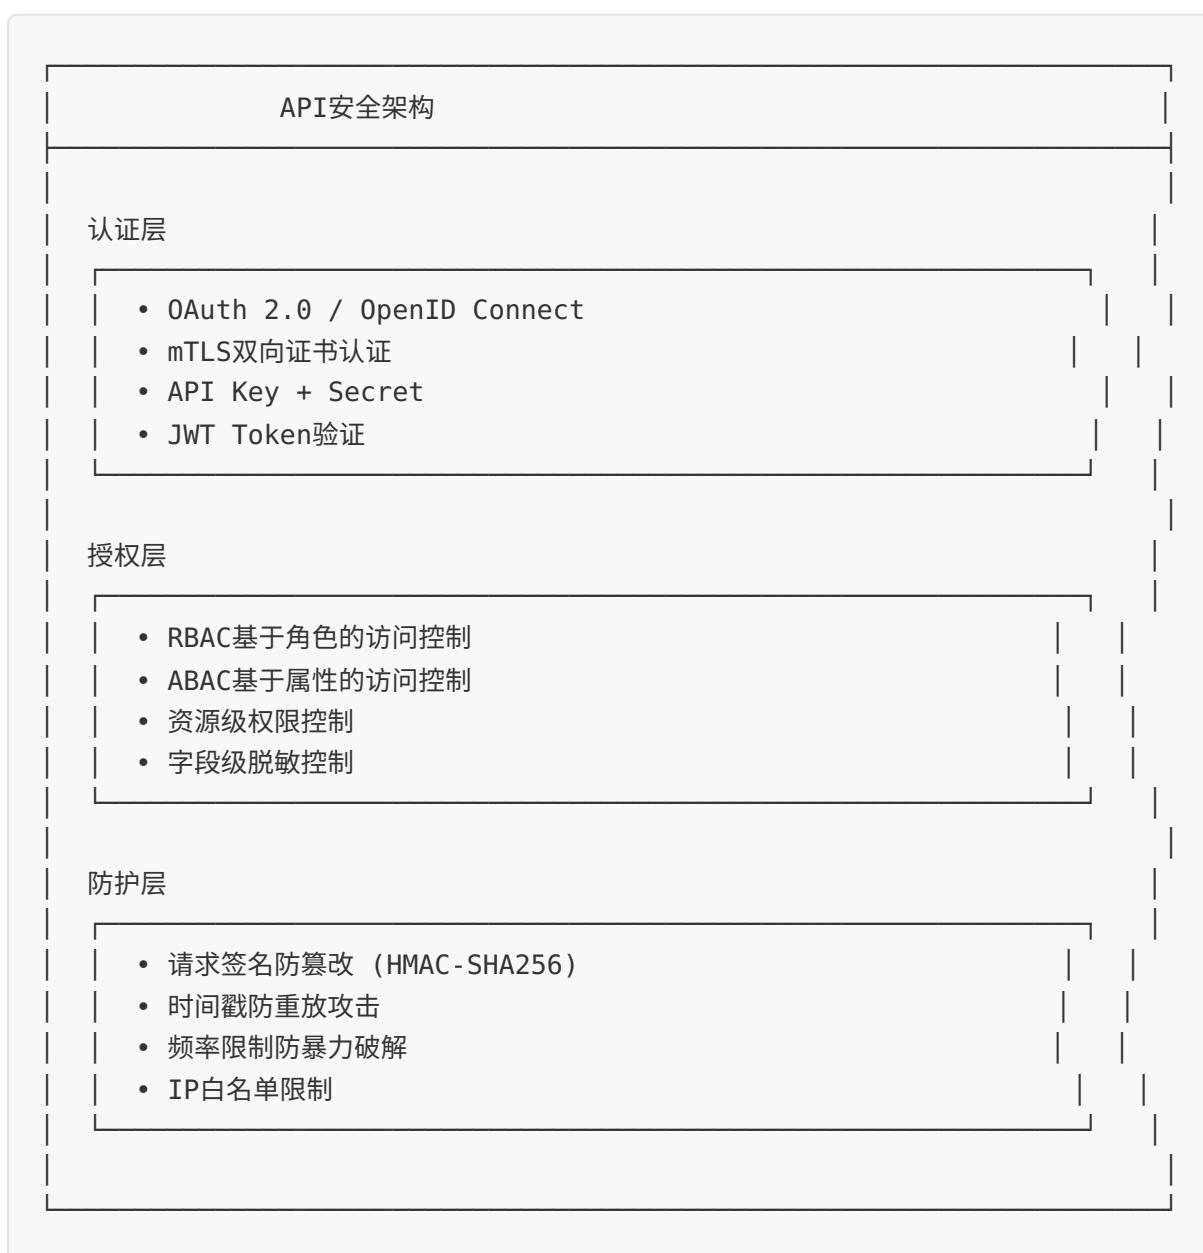 API安全架构
认证层
• OAuth 2.0 / OpenID Connect
• mTLS双向证书认证
• API Key + Secret
• JWT Token验证
授权层
• RBAC基于角色的访问控制
• ABAC基于属性的访问控制
• 资源级权限控制
• 字段级脱敏控制
防护层
• 请求签名防篡改 (HMAC-SHA256)
• 时间戳防重放攻击
• 频率限制防暴力破解
• IP白名单限制